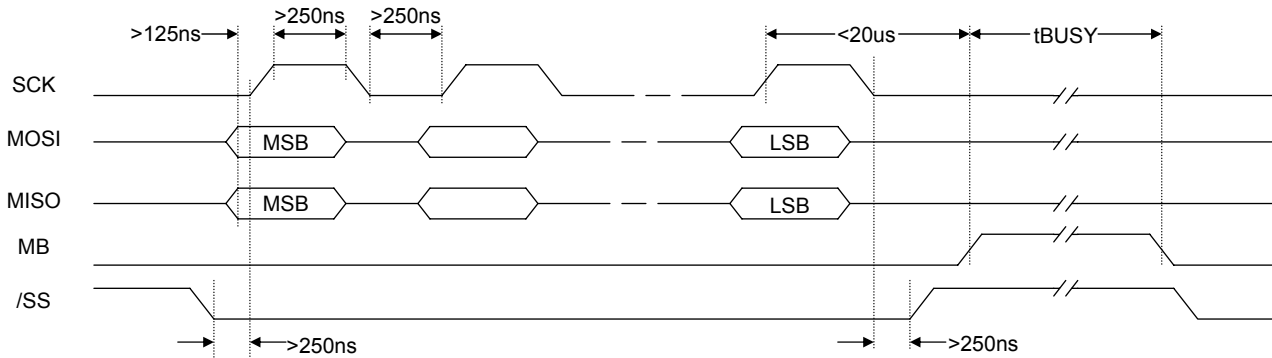 >250ns >250ns
>125ns <20us tBUSY
SCK
MOSI MSB LSB
MISO MSB LSB
MB
/SS
>250ns >250ns